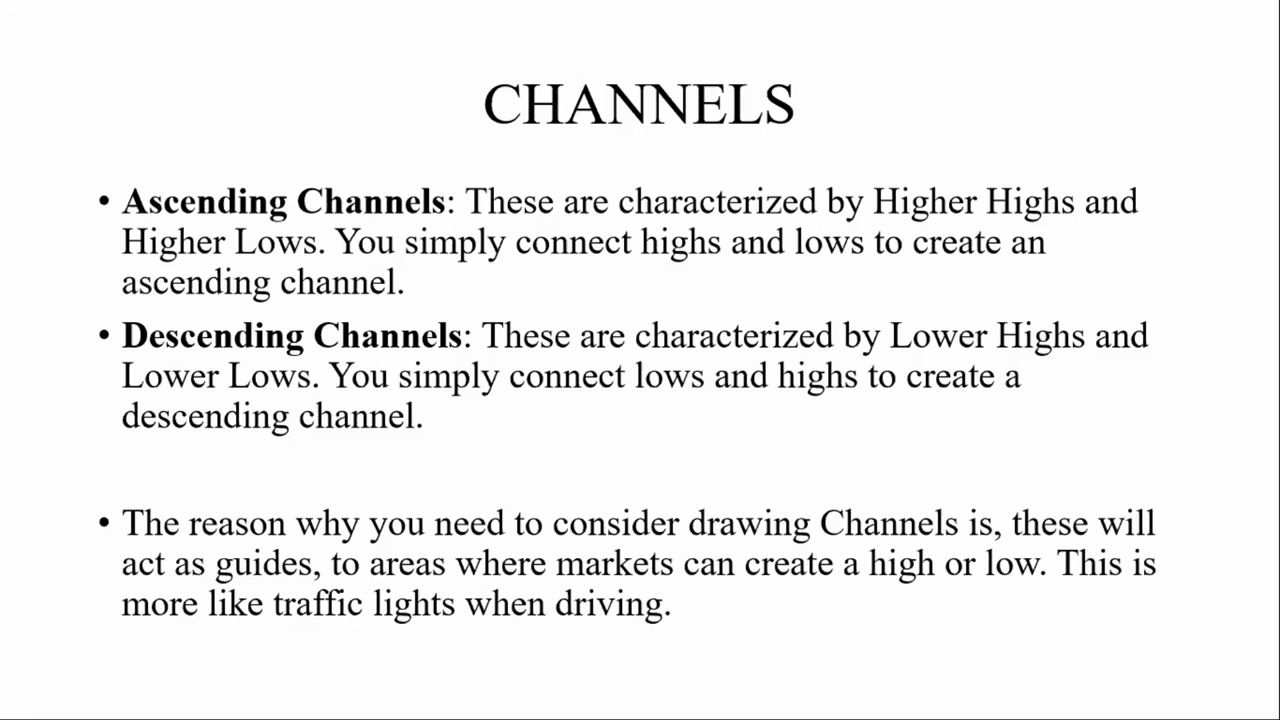 CHANNELS
• Ascending Channels: These are characterized by Higher Highs and
Higher Lows. You simply connect highs and lows to create an
ascending channel.
• Descending Channels: These are characterized by Lower Highs and
Lower Lows. You simply connect lows and highs to create a
descending channel.
• The reason why you need to consider drawing Channels is, these will
act as guides, to areas where markets can create a high or low. This is
more like traffic lights when driving.